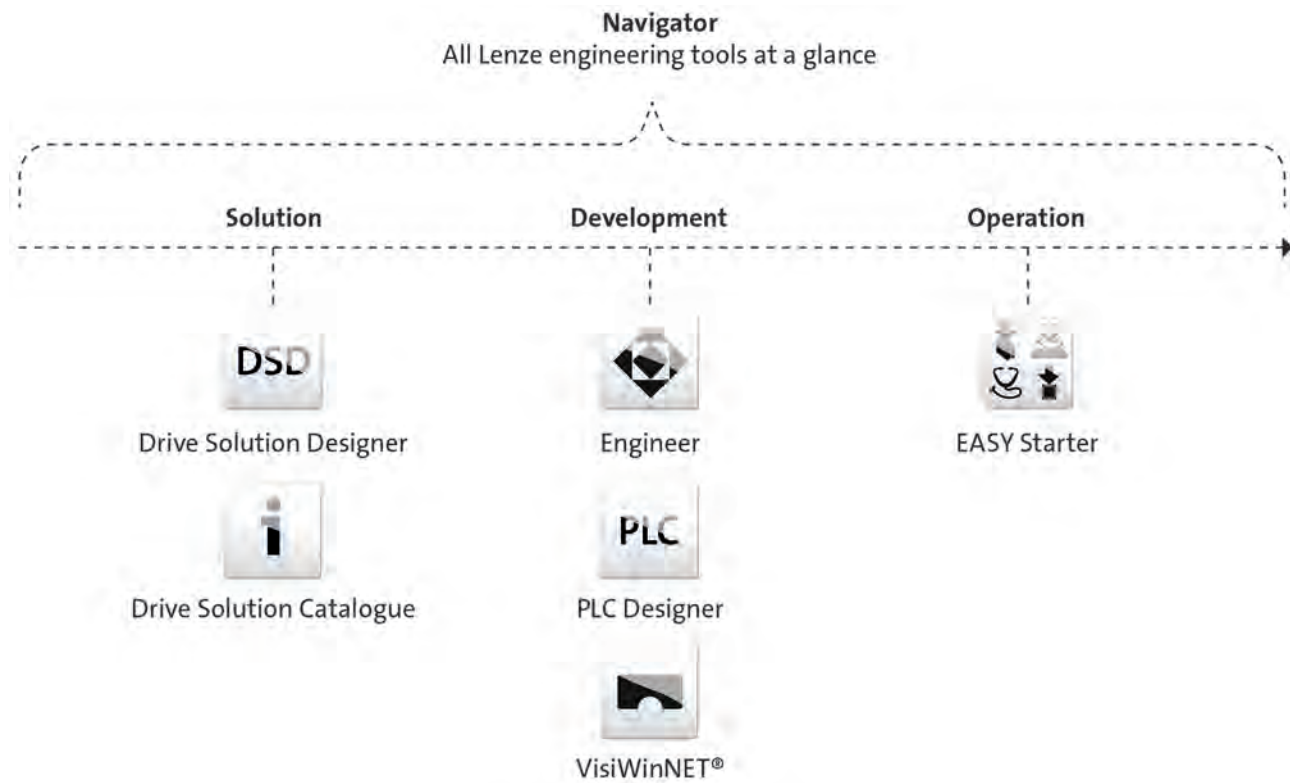 Navigator
All Lenze engineering tools at a glance
Solution
Development
Operation
DSD
Drive Solution Designer
Engineer
EASY Starter
i
PLC
Drive Solution Catalogue
PLC Designer
VisiWinNET®